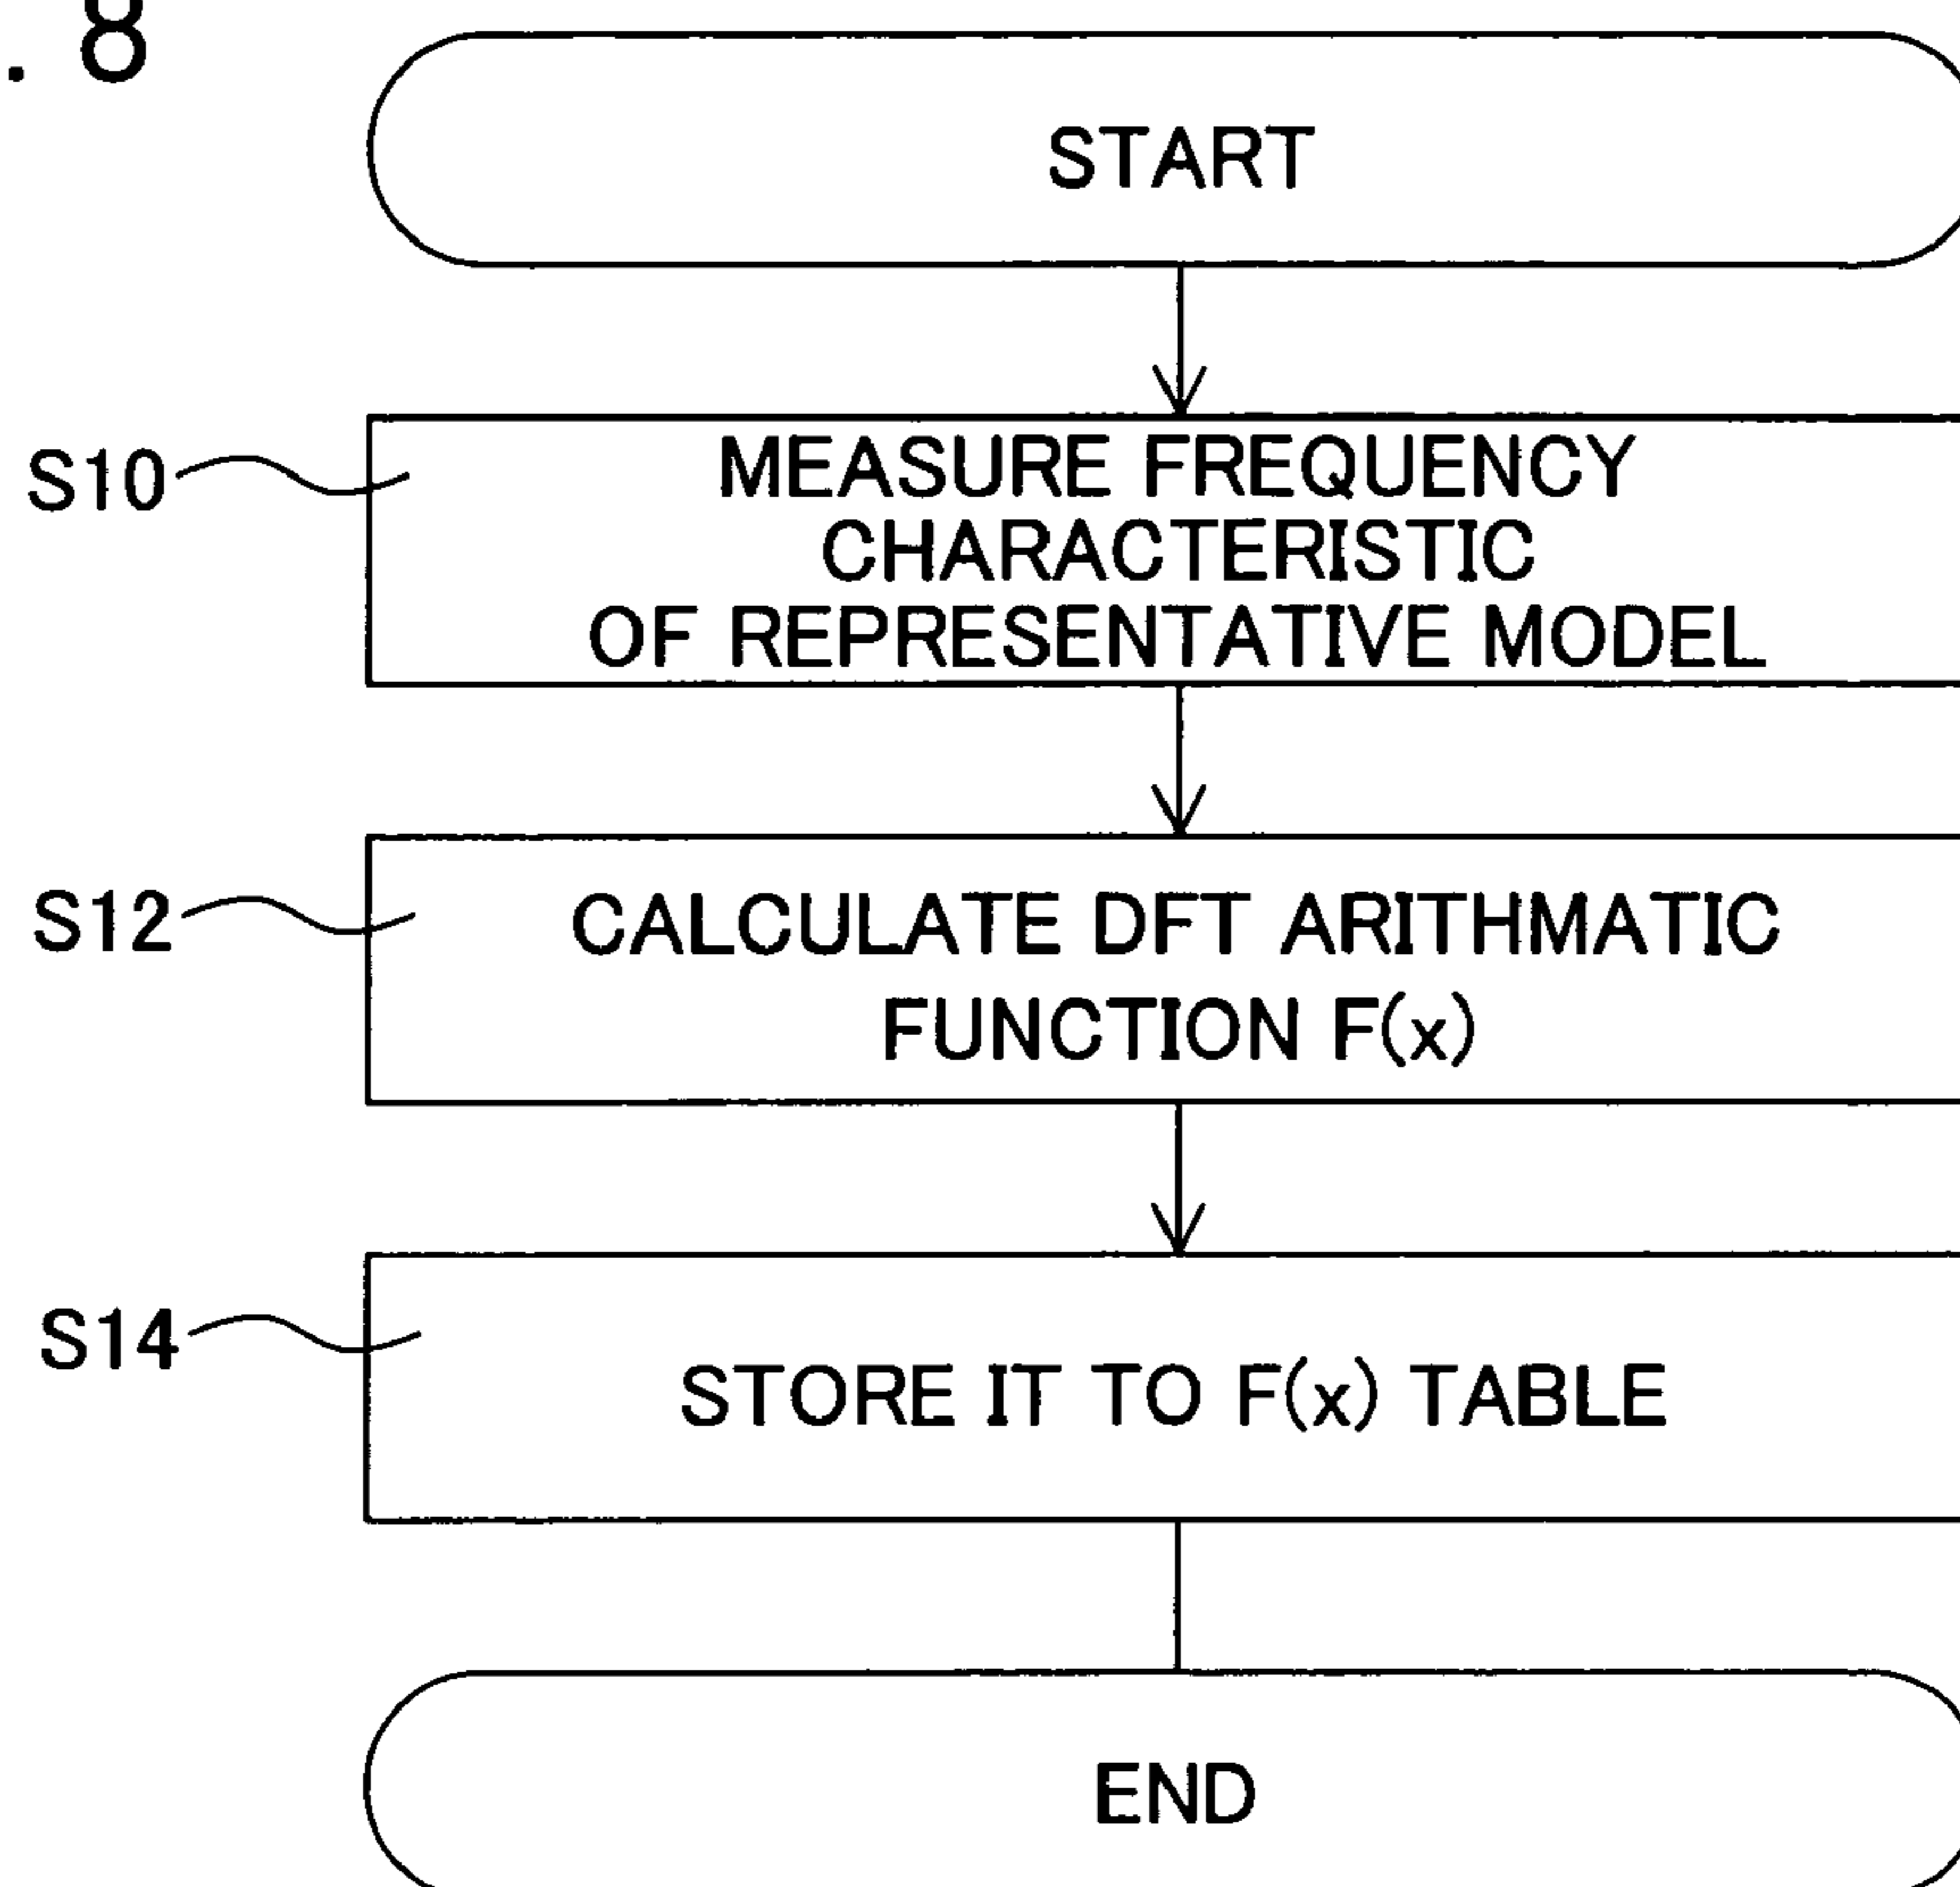 . 8
START
S10
MEASURE FREQUENCY
CHARACTERISTIC
OF REPRESENTATIVE MODEL
S12
CALCULATE DFT ARITHMATIC
FUNCTION F(x)
S14
STORE IT TO F(x) TABLE
END